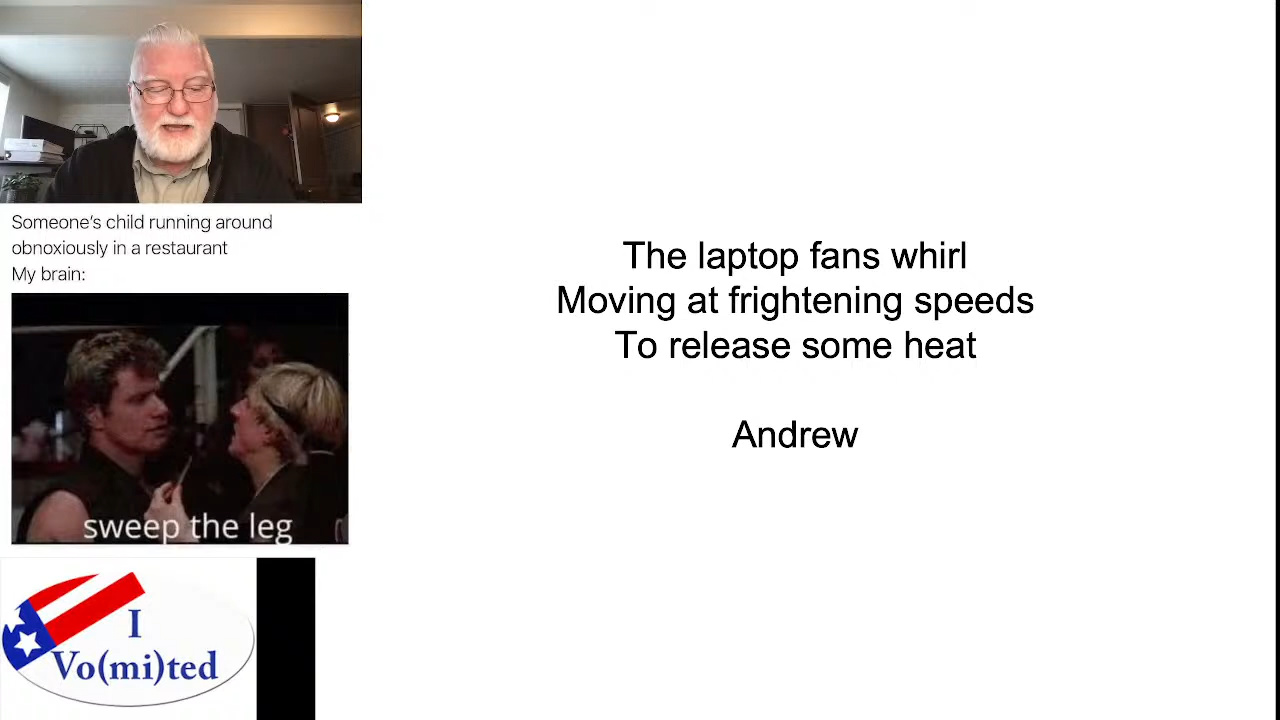 Someone's child running around
obnoxiously in a restaurant
My brain:
sweep the leg
I
Vo(mi)ted
The laptop fans whirl
Moving at frightening speeds
To release some heat
Andrew